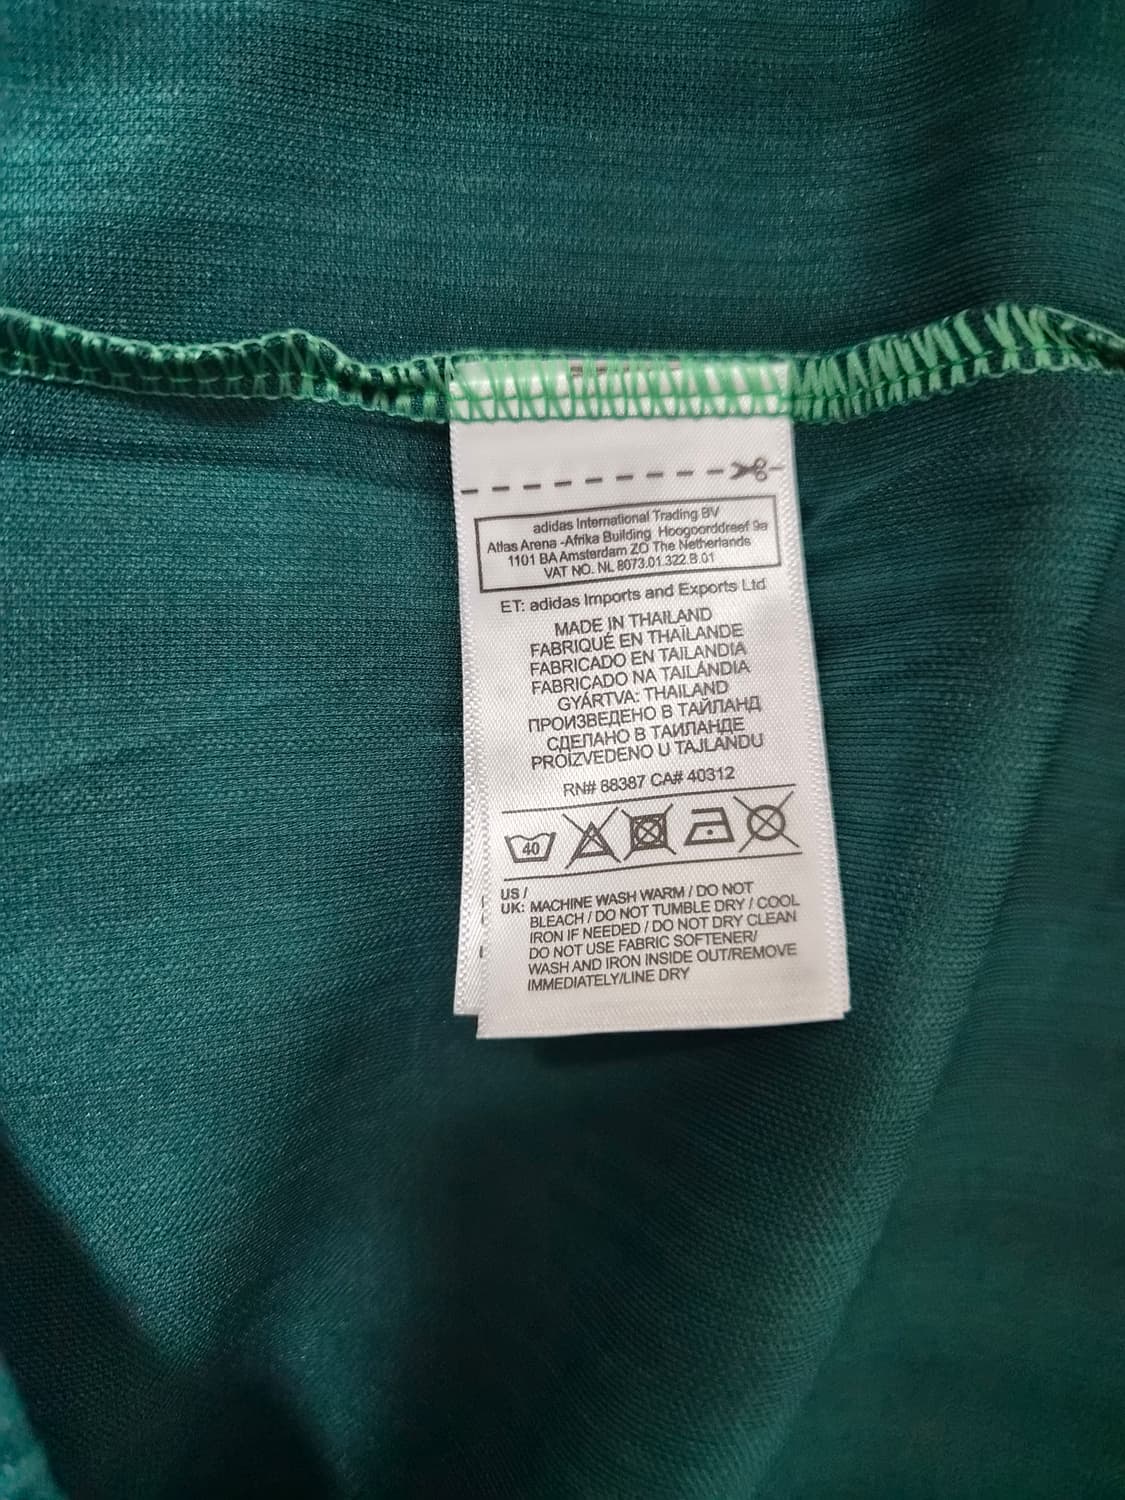 adidas International Trading BV
Atlas Arena -Afrika Building Hoogoorddreef 9a
1101 BA Amsterdam ZO The Netherlands
VAT NO. NL 8073.01.322.B.01
ET: adidas Imports and Exports Ltd
MADE IN THAILAND
FABRIQUÉ EN THAÏLANDE
FABRICADO EN TAILANDIA
FABRICADO NA TAILÂNDIA
GYÁRTVA: THAILAND
ПРОИЗВЕДЕНО В ТАЙЛАНД
СДЕЛАНО В ТАИЛАНДЕ
PROIZVEDENO U TAJLANDU
RN# 88387 CA# 40312
40
US /
UK: MACHINE WASH WARM / DO NOT
BLEACH / DO NOT TUMBLE DRY / COOL
IRON IF NEEDED / DO NOT DRY CLEAN
DO NOT USE FABRIC SOFTENER/
WASH AND IRON INSIDE OUT/REMOVE
IMMEDIATELY/LINE DRY